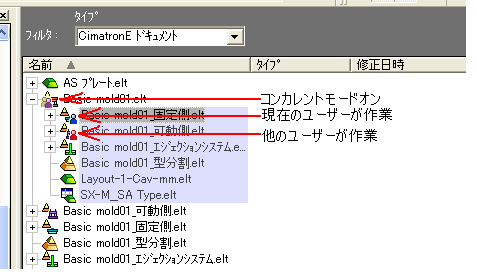 ﾀｲﾌﾟ
ﾌｨﾙﾀ: CimatronE ﾄﾞｷｭﾒﾝﾄ
名前 ﾀｲﾌﾟ 修正日時
AS ﾌﾟﾚｰﾄ.elt
Basic mold01.elt コンカレントモードオン
Basic mold01_固定側.elt 現在のユーザーが作業
Basic mold01_可動側.elt 他のユーザーが作業
Basic mold01_ｴｼﾞｪｸｼｮﾝｼｽﾃﾑ.e...
Basic mold01_型分割.elt
Layout-1-Cav-mm.elt
SX-M_SA Type.elt
Basic mold01_可動側.elt
Basic mold01_固定側.elt
Basic mold01_型分割.elt
Basic mold01_ｴｼﾞｪｸｼｮﾝｼｽﾃﾑ.elt